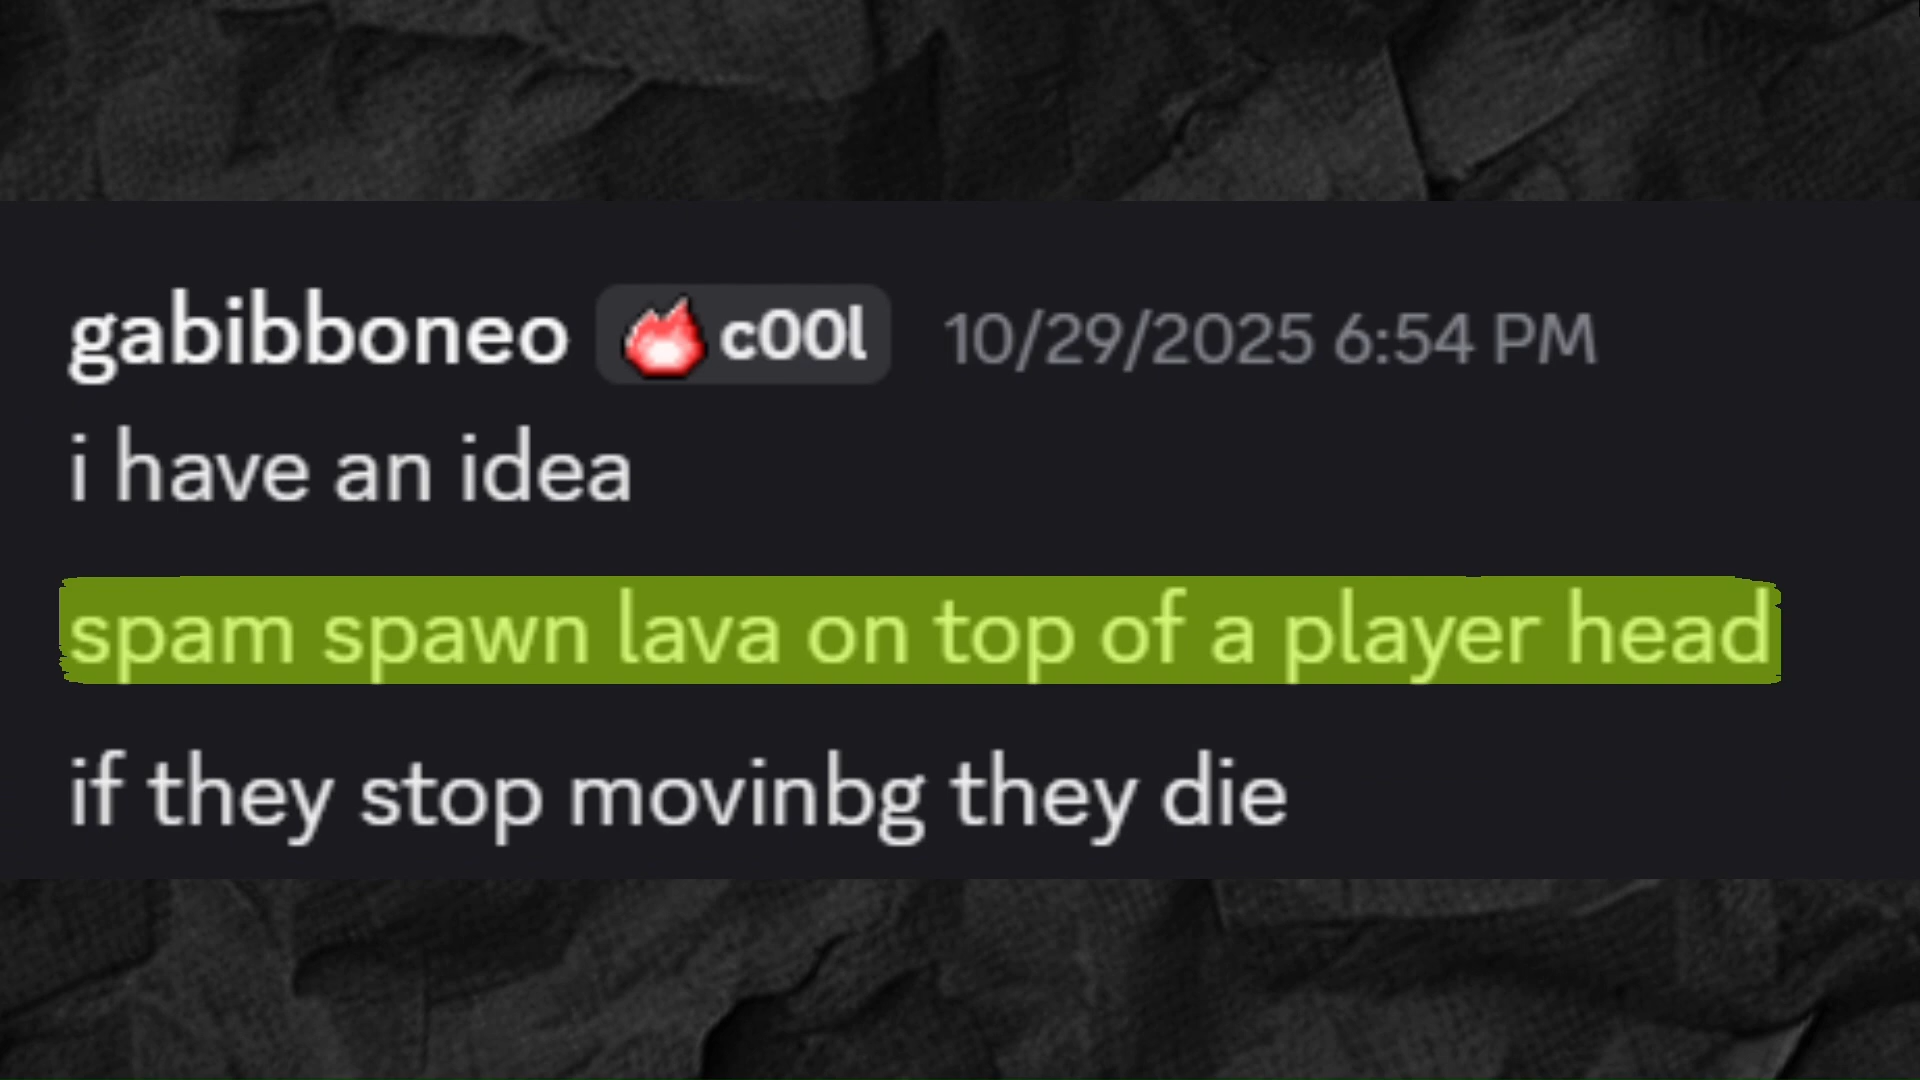 gabibboneo c00l 10/29/2025 6:54 PM
i have an idea
spam spawn lava on top of a player head
if they stop movinbg they die